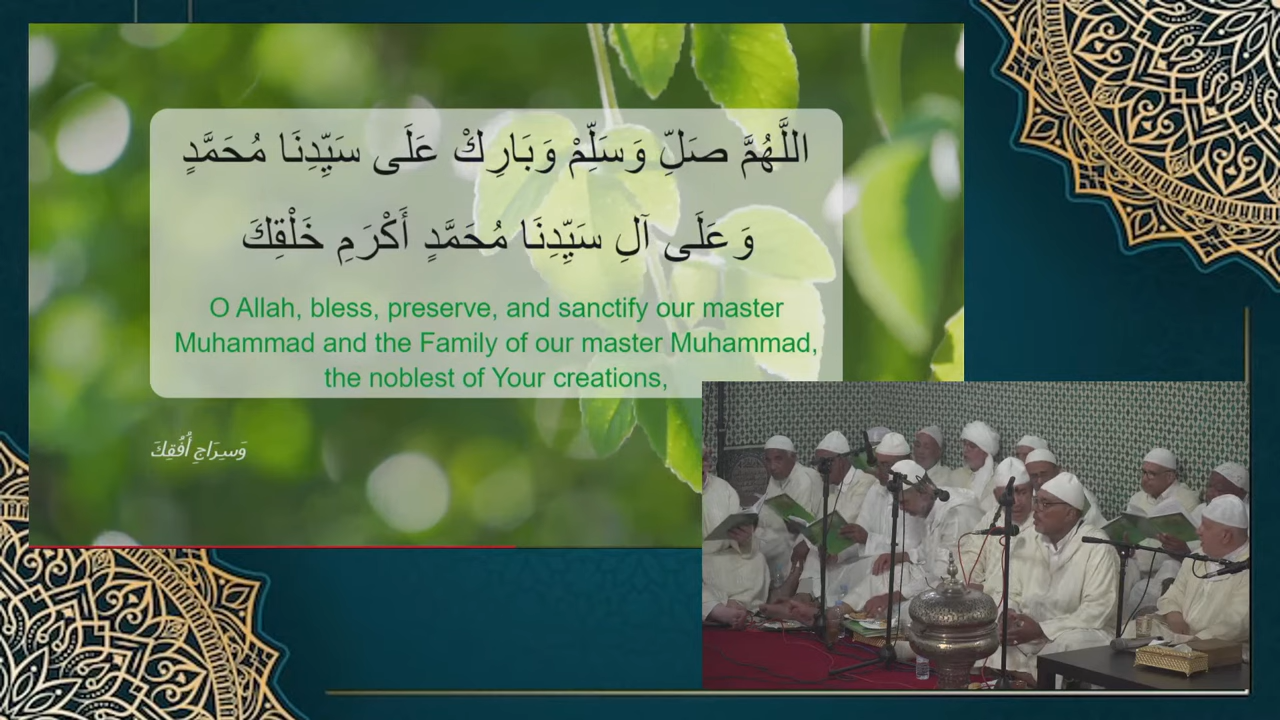 اللَّهُمَّ صَلِّ وَسَلِّمْ وَبَارِكْ عَلَى سَيِّدِنَا مُحَمَّدٍ
وَعَلَى آلِ سَيِّدِنَا مُحَمَّدٍ أَكْرَمِ خَلْقِكَ
O Allah, bless, preserve, and sanctify our master
Muhammad and the Family of our master Muhammad,
the noblest of Your creations,
وَسِرَاجِ أُفُقِكَ